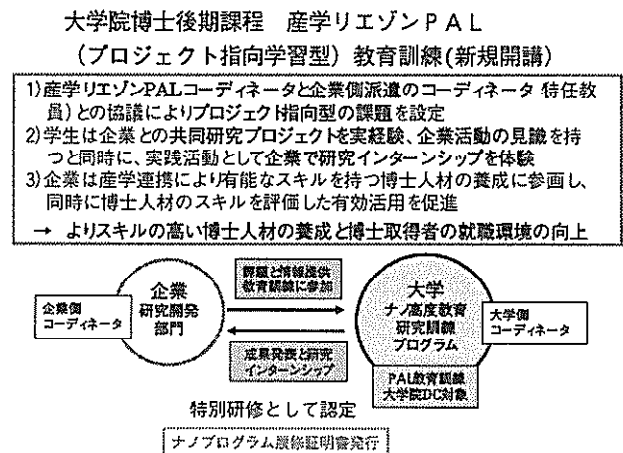 大学院博士後期課程 産学リエゾンPAL
(プロジェクト指向学習型)教育訓練(新規開講)
1)産学リエゾンPALコーディネータと企業側派遣のコーディネータ 特任教
員)との協議によりプロジェクト指向型の課題を設定
2)学生は企業との共同研究プロジェクトを実経験、企業活動の見識を持
つと同時に、実践活動として企業で研究インターンシップを体験
3)企業は産学連携により有能なスキルを持つ博士人材の養成に参画し、
同時に博士人材のスキルを評価した有効活用を促進
→ よりスキルの高い博士人材の養成と博士取得者の就職環境の向上
企業
研究開発
部門
企業側
コーディネータ
課題と情報提供
教育訓練に参加
成果発表と研究
インターンシップ
大学
ナノ高度教育
研究訓練
プログラム
大学側
コーディネータ
PAL教育訓練
大学院DC対象
特別研修として認定
ナノプログラム履修証明書発行